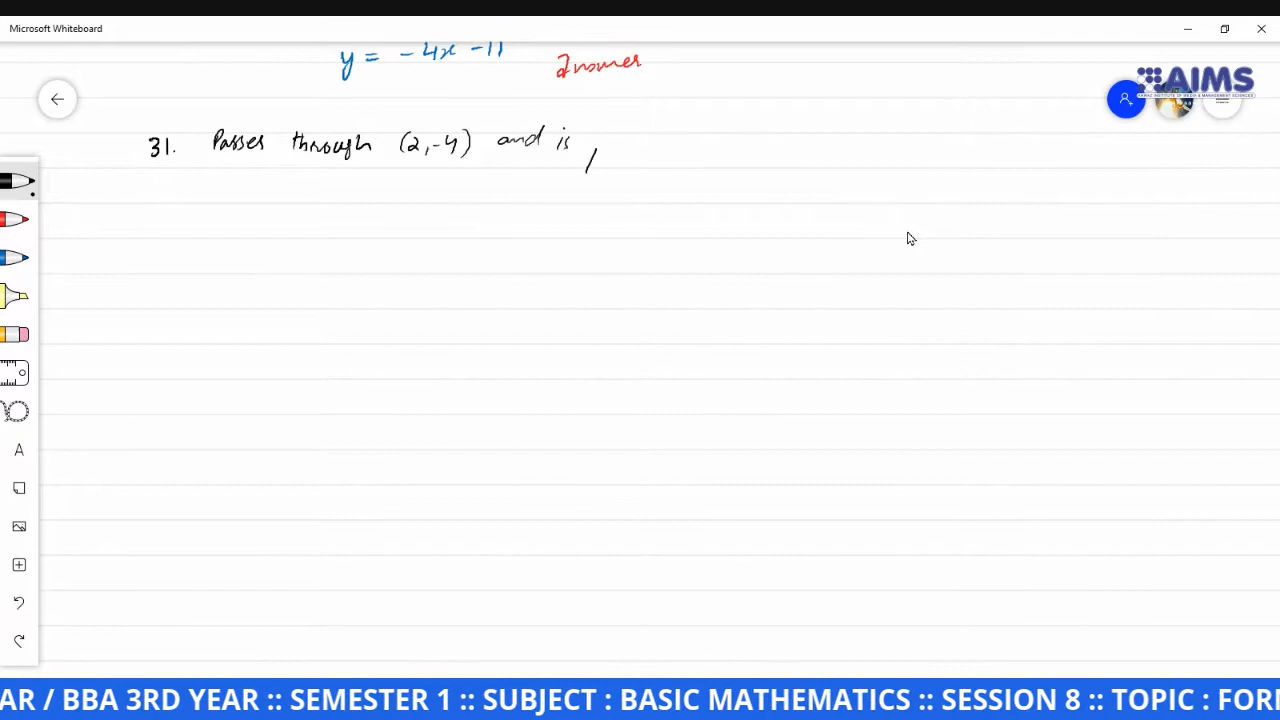 Microsoft Whiteboard
y = -4x -11 Answer
AIMS
31. Passes through (2,-4) and is
A
AR / BBA 3RD YEAR :: SEMESTER 1 :: SUBJECT : BASIC MATHEMATICS :: SESSION 8 :: TOPIC : FORM